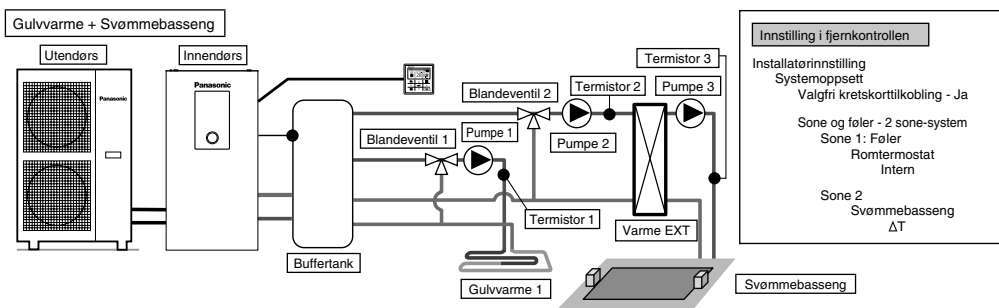 Gulvvarme + Svømmebasseng
Utendørs
Innendørs
Panasonic
Panasonic
Blandeventil 1
Pumpe 1
Blandeventil 2
Termistor 2
Pumpe 2
Termistor 3
Pumpe 3
Termistor 1
Varme EXT
Buffertank
Gulvvarme 1
Svømmebasseng
Innstilling i fjernkontrollen
Installatørinnstilling
Systemoppsett
Valgfri kretskorttilkobling - Ja
Sone og føler - 2 sone-system
Sone 1: Føler
Romtermostat
Intern
Sone 2
Svømmebasseng
ΔT